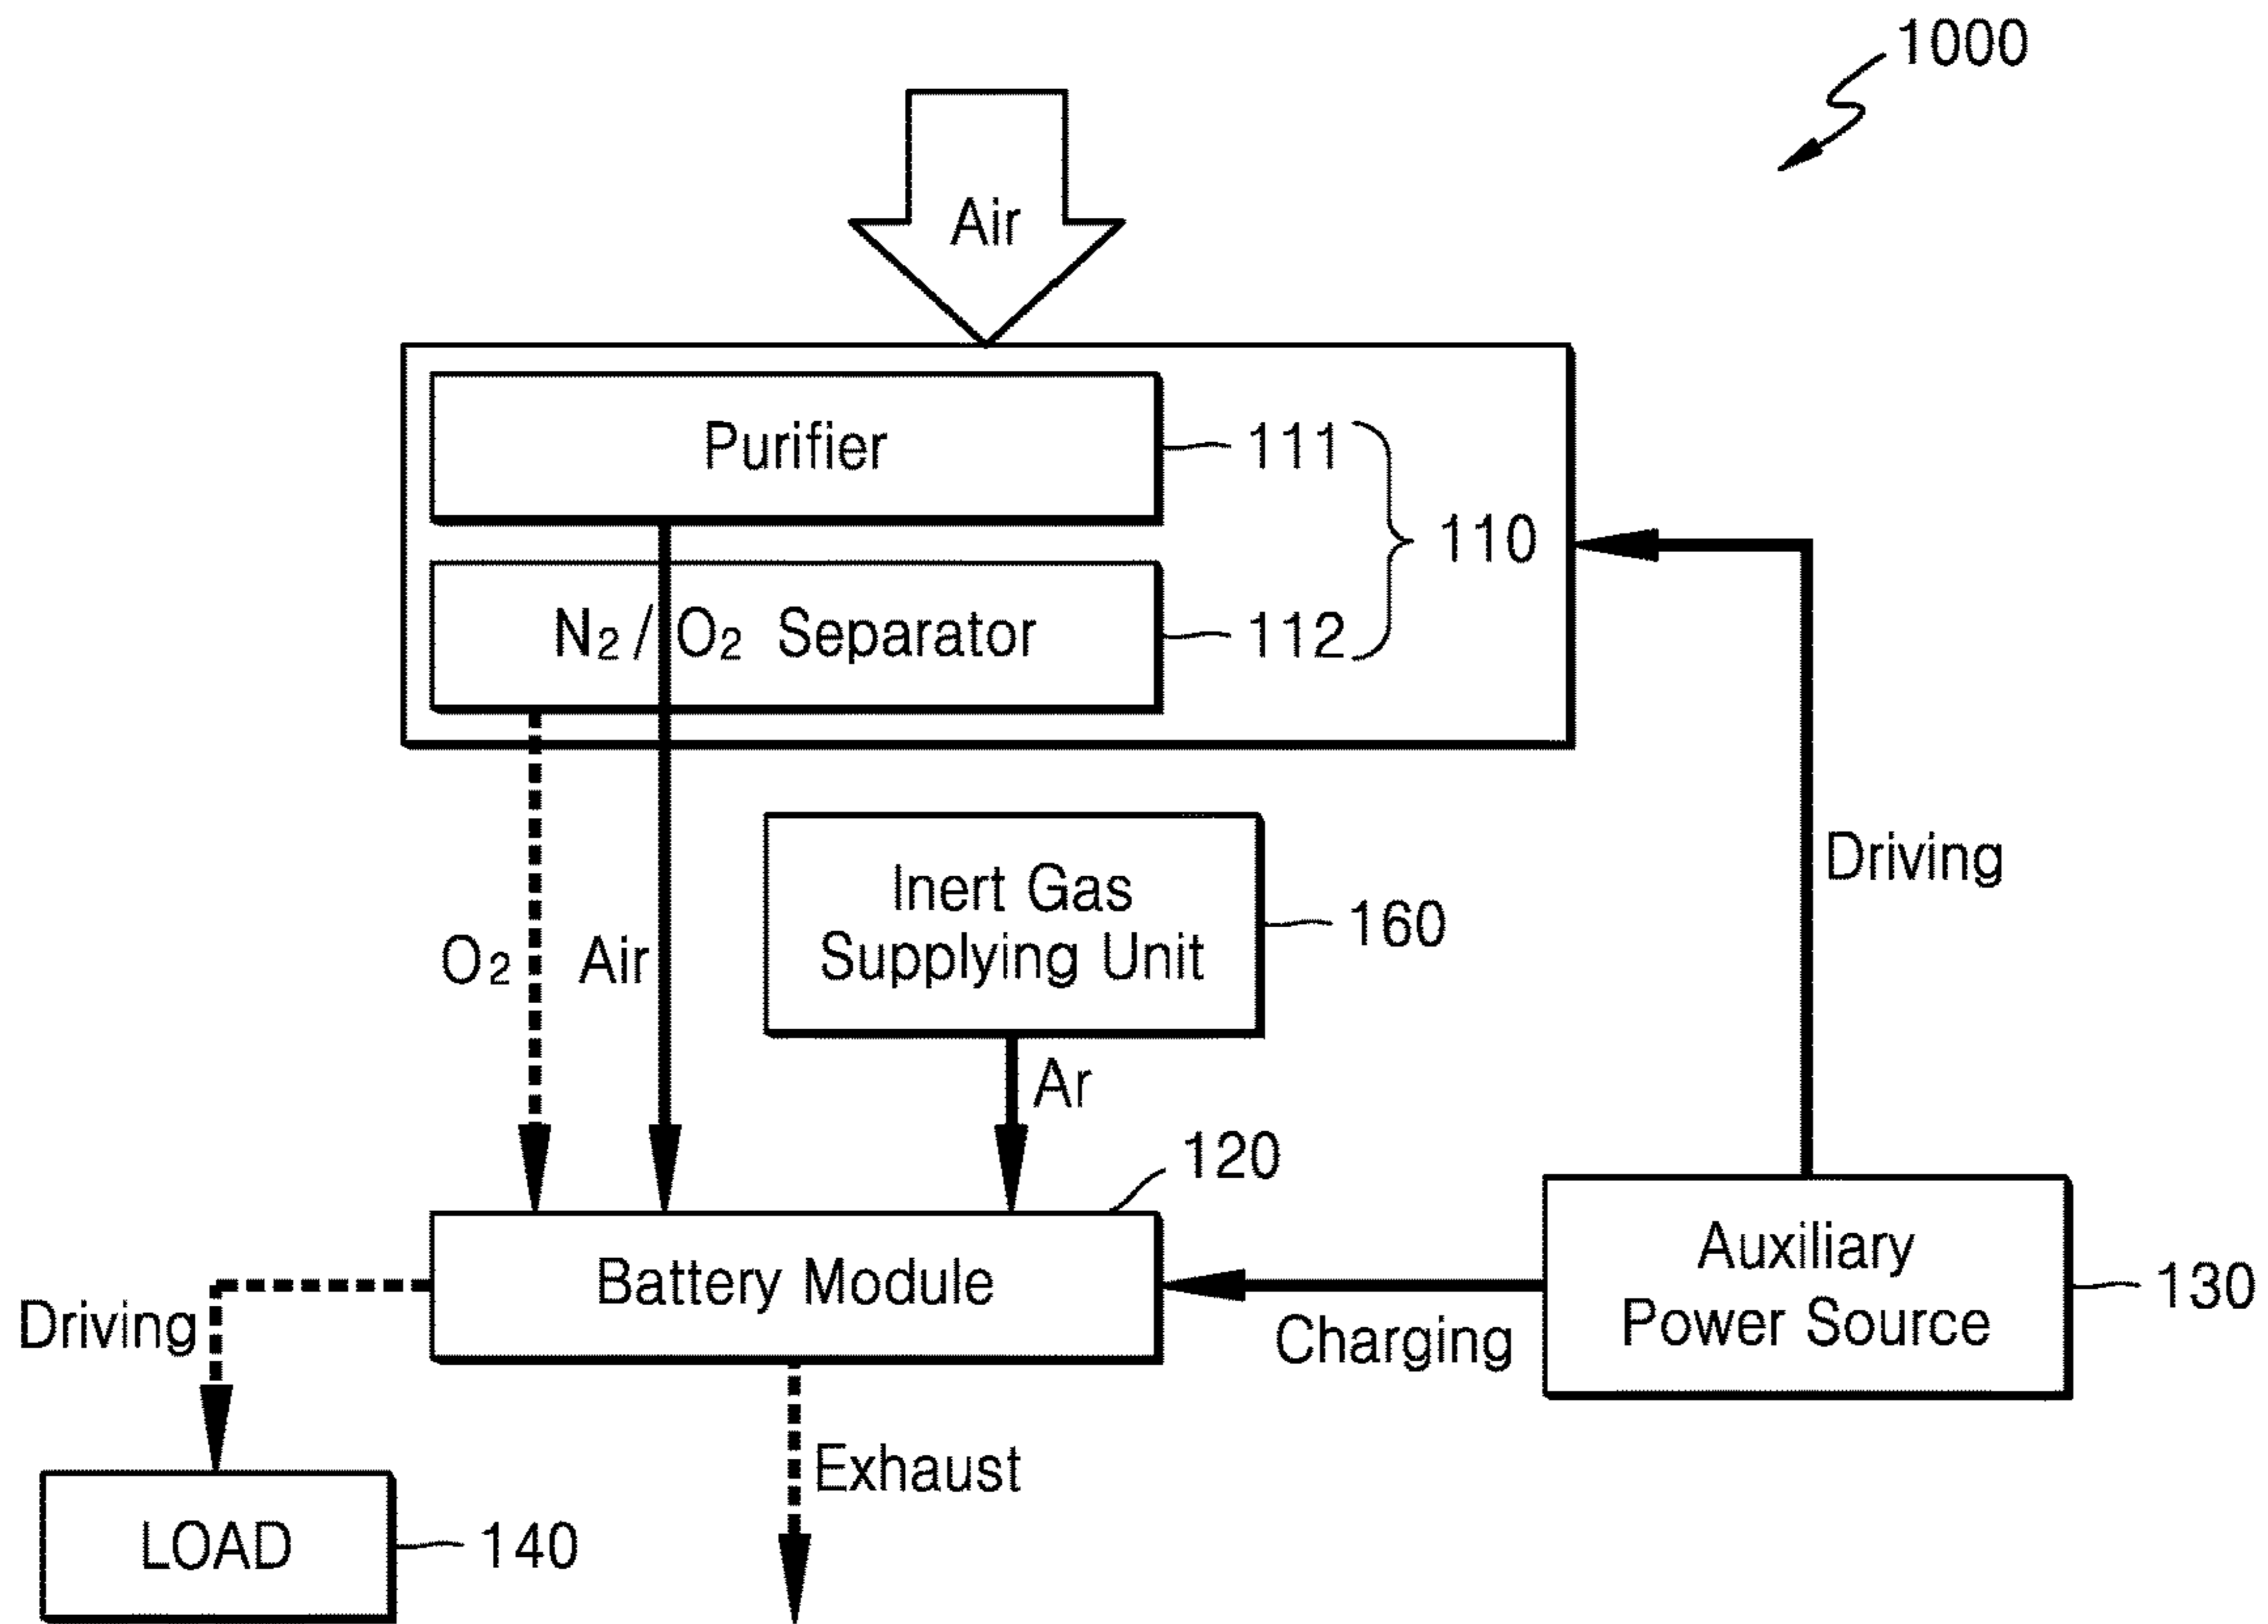 1000
Air
Purifier
111
110
N₂ / O₂ Separator
112
Driving
Inert Gas
Supplying Unit
160
O₂
Air
Ar
120
Battery Module
Auxiliary
Power Source
130
Driving
Charging
Exhaust
LOAD
140